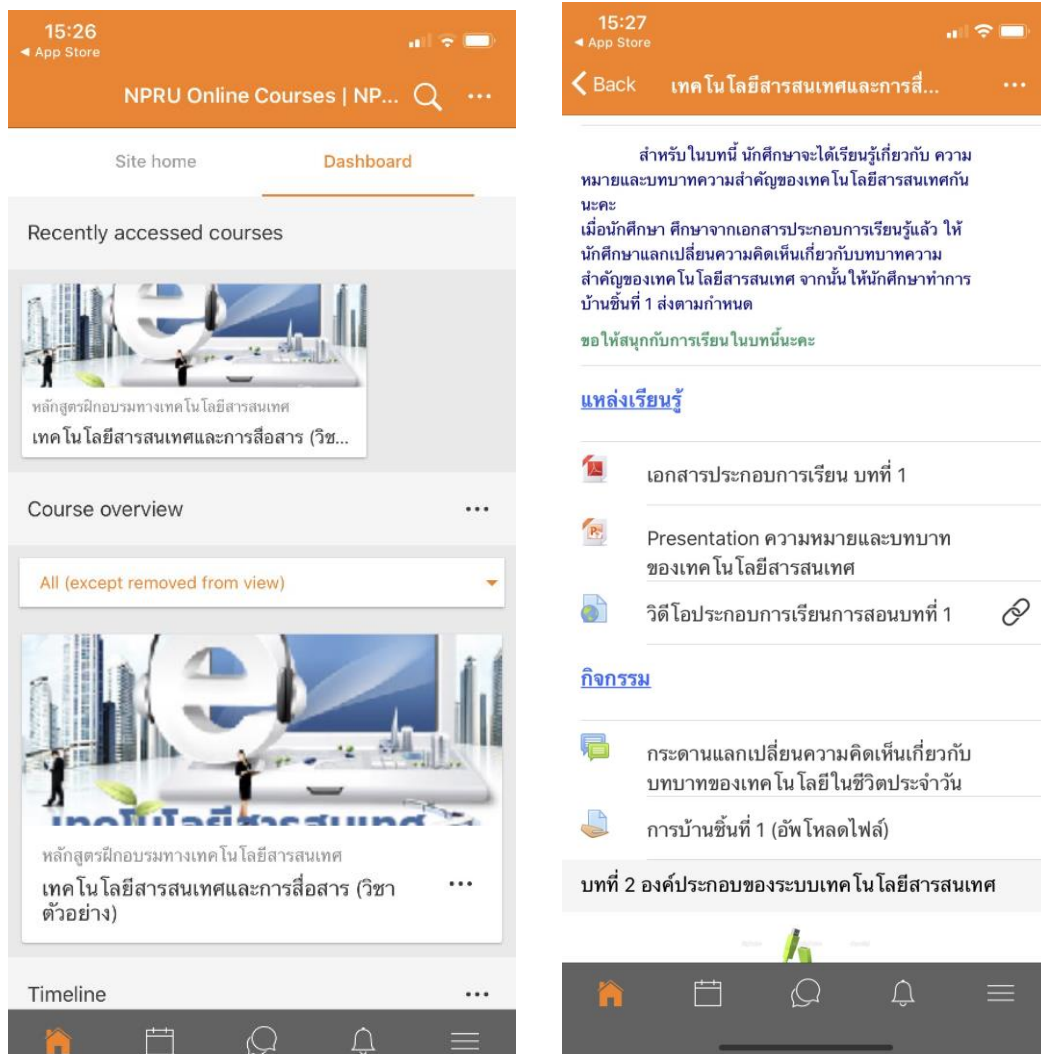 15:26
◀ App Store
NPRU Online Courses | NP...
Site home
Dashboard
Recently accessed courses
หลักสูตรฝึกอบรมทางเทคโนโลยีสารสนเทศ
เทคโนโลยีสารสนเทศและการสื่อสาร (วิช...
Course overview
All (except removed from view)
e
เทคโนโลยีสารสนเทศ
หลักสูตรฝึกอบรมทางเทคโนโลยีสารสนเทศ
เทคโนโลยีสารสนเทศและการสื่อสาร (วิชา
ตัวอย่าง)
Timeline
15:27
◀ App Store
Back
เทคโนโลยีสารสนเทศและการสื่...
สำหรับในบทนี้ นักศึกษาจะได้เรียนรู้เกี่ยวกับ ความ
หมายและบทบาทความสำคัญของเทคโนโลยีสารสนเทศกัน
นะคะ
เมื่อนักศึกษา ศึกษาจากเอกสารประกอบการเรียนรู้แล้ว ให้
นักศึกษาแลกเปลี่ยนความคิดเห็นเกี่ยวกับบทบาทความ
สำคัญของเทคโนโลยีสารสนเทศ จากนั้นให้นักศึกษาทำการ
บ้านชิ้นที่ 1 ส่งตามกำหนด
ขอให้สนุกกับการเรียนในบทนี้นะคะ
แหล่งเรียนรู้
เอกสารประกอบการเรียน บทที่ 1
Presentation ความหมายและบทบาท
ของเทคโนโลยีสารสนเทศ
วิดีโอประกอบการเรียนการสอนบทที่ 1
กิจกรรม
กระดานแลกเปลี่ยนความคิดเห็นเกี่ยวกับ
บทบาทของเทคโนโลยีในชีวิตประจำวัน
การบ้านชิ้นที่ 1 (อัพโหลดไฟล์)
บทที่ 2 องค์ประกอบของระบบเทคโนโลยีสารสนเทศ